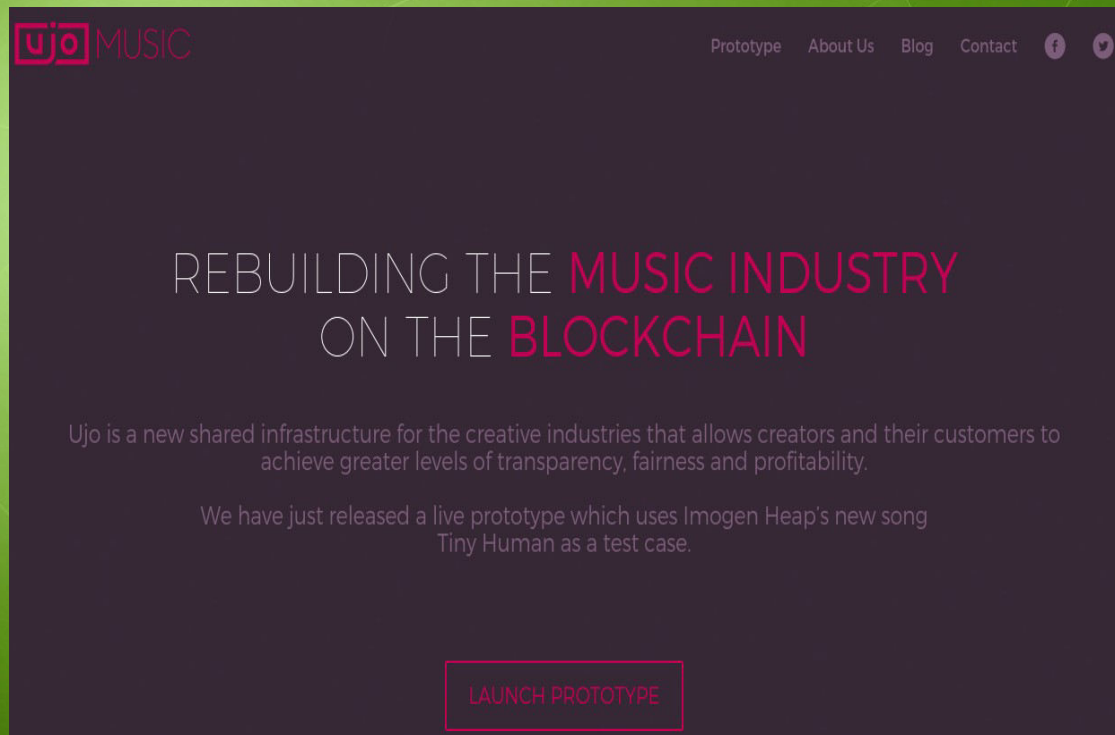 ujo MUSIC
Prototype About Us Blog Contact
REBUILDING THE MUSIC INDUSTRY
ON THE BLOCKCHAIN
Ujo is a new shared infrastructure for the creative industries that allows creators and their customers to
achieve greater levels of transparency, fairness and profitability.
We have just released a live prototype which uses Imogen Heap's new song
Tiny Human as a test case.
LAUNCH PROTOTYPE